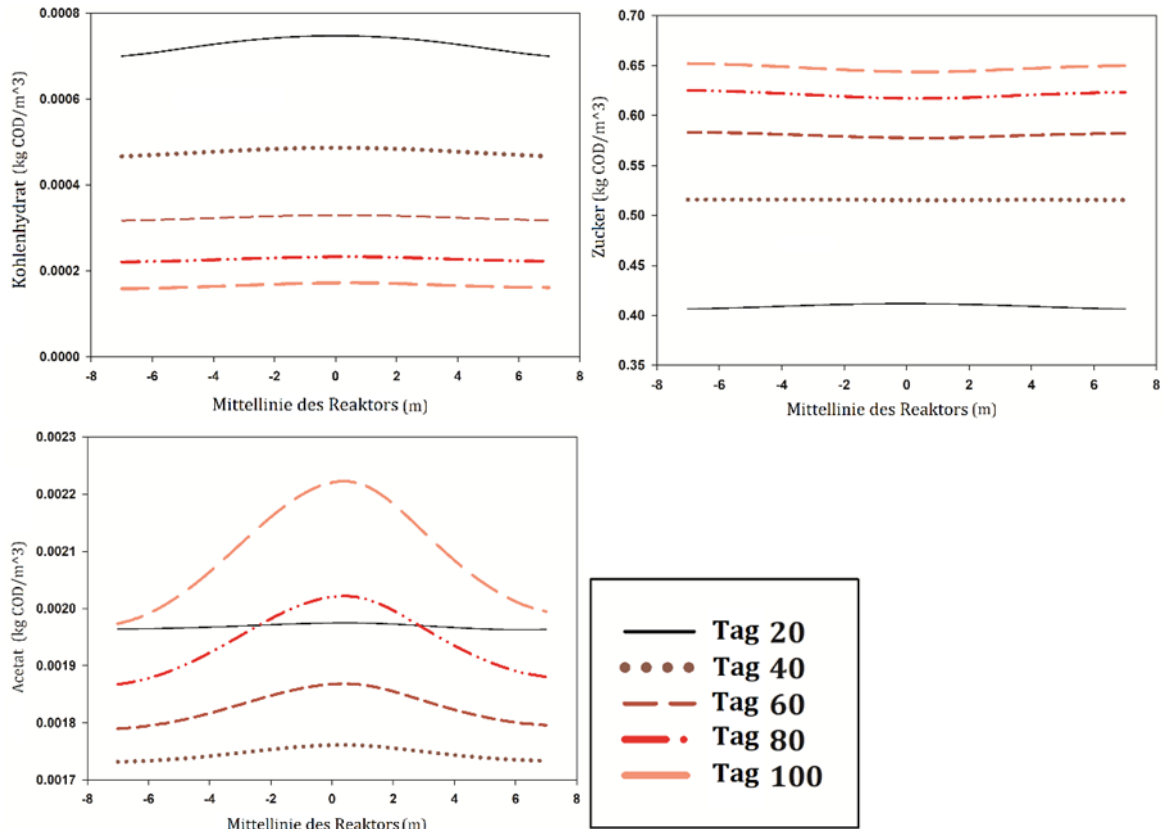 0.0008
0.0006
0.0004
0.0002
0.0000
Kohlenhydrat (kg COD/m^3)
-8 -6 -4 -2 0 2 4 6 8
Mittellinie des Reaktors (m)
0.70
0.65
0.60
0.55
0.50
0.45
0.40
0.35
Zucker (kg COD/m^3)
-8 -6 -4 -2 0 2 4 6 8
Mittellinie des Reaktors (m)
0.0023
0.0022
0.0021
0.0020
0.0019
0.0018
0.0017
Acetat (kg COD/m^3)
-8 -6 -4 -2 0 2 4 6 8
Mittellinie des Reaktors (m)
Tag 20
Tag 40
Tag 60
Tag 80
Tag 100